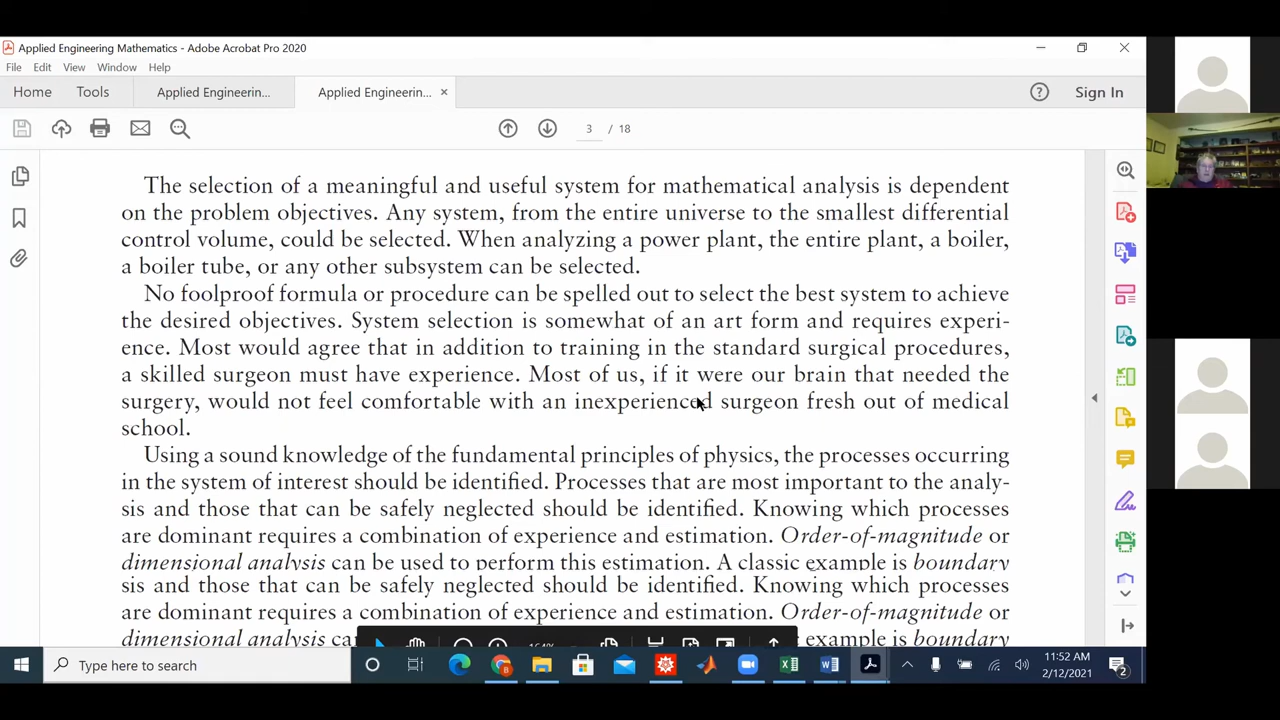 Applied Engineering Mathematics - Adobe Acrobat Pro 2020
File Edit View Window Help
Home Tools Applied Engineerin... Applied Engineerin... × Sign In
3 / 18
The selection of a meaningful and useful system for mathematical analysis is dependent
on the problem objectives. Any system, from the entire universe to the smallest differential
control volume, could be selected. When analyzing a power plant, the entire plant, a boiler,
a boiler tube, or any other subsystem can be selected.
No foolproof formula or procedure can be spelled out to select the best system to achieve
the desired objectives. System selection is somewhat of an art form and requires experi-
ence. Most would agree that in addition to training in the standard surgical procedures,
a skilled surgeon must have experience. Most of us, if it were our brain that needed the
surgery, would not feel comfortable with an inexperienced surgeon fresh out of medical
school.
Using a sound knowledge of the fundamental principles of physics, the processes occurring
in the system of interest should be identified. Processes that are most important to the analy-
sis and those that can be safely neglected should be identified. Knowing which processes
are dominant requires a combination of experience and estimation. Order-of-magnitude or
dimensional analysis can be used to perform this estimation. A classic example is boundary
sis and those that can be safely neglected should be identified. Knowing which processes
are dominant requires a combination of experience and estimation. Order-of-magnitude or
dimensional analysis example is boundary
Type here to search
11:52 AM
2/12/2021
2